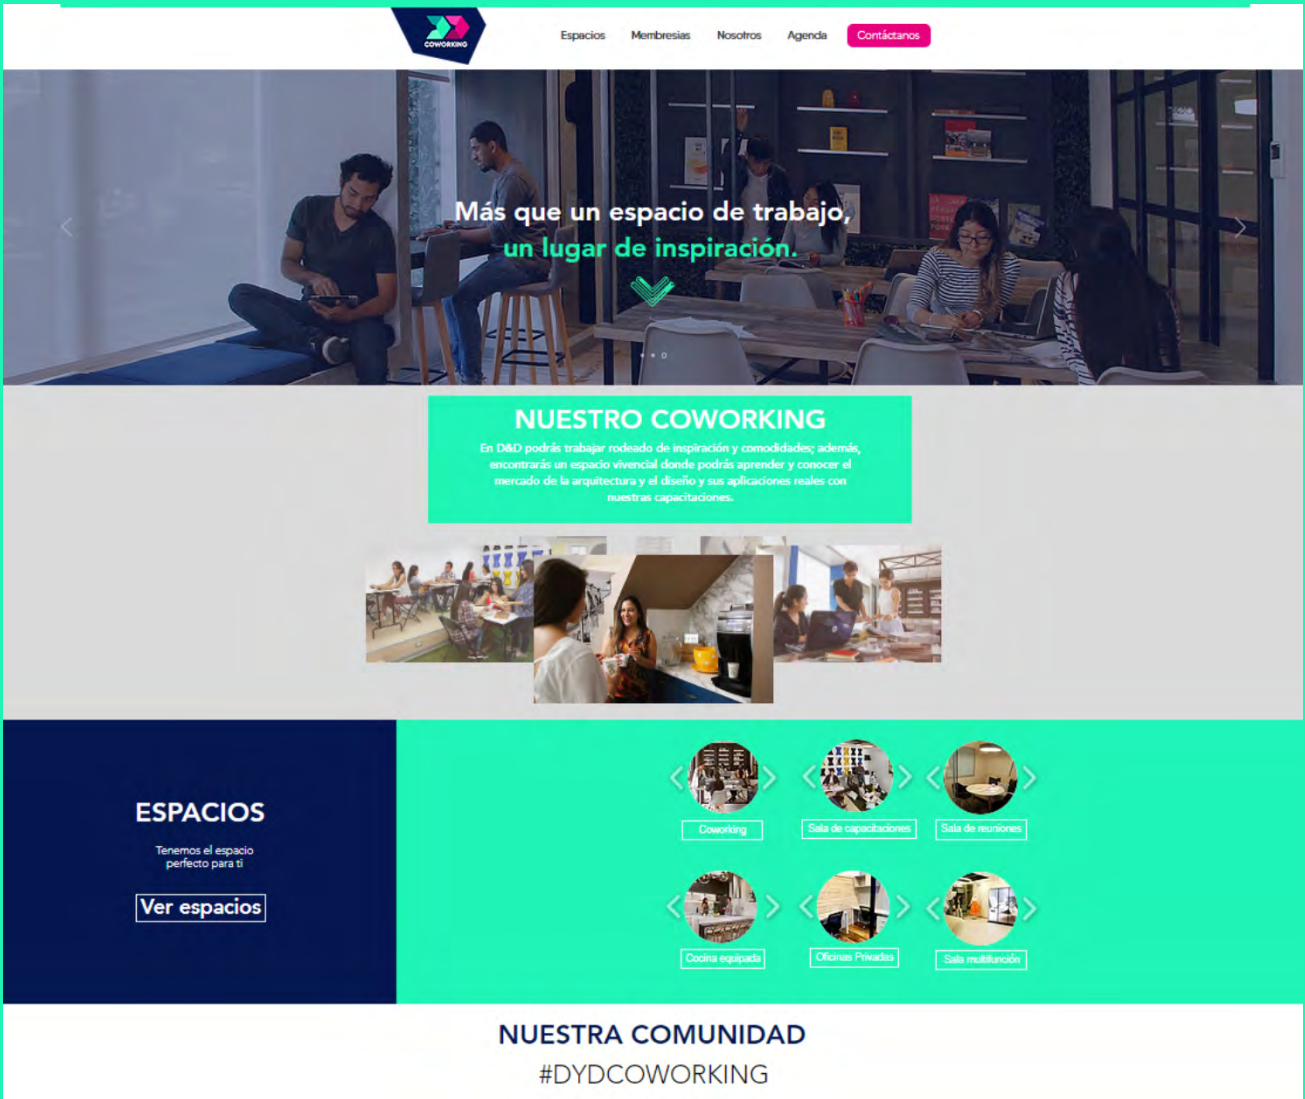 COWORKING
Espacios
Membresias
Nosotros
Agenda
Contáctanos
Más que un espacio de trabajo,
un lugar de inspiración.
NUESTRO COWORKING
En D&D podrás trabajar rodeado de inspiración y comodidades; además,
encontrarás un espacio vivencial donde podrás aprender y conocer el
mercado de la arquitectura y el diseño y sus aplicaciones reales con
nuestras capacitaciones.
ESPACIOS
Tenemos el espacio
perfecto para ti
Ver espacios
Coworking
Sala de capacitaciones
Sala de reuniones
Cocina equipada
Oficinas Privadas
Sala multifunción
NUESTRA COMUNIDAD
#DYDCOWORKING